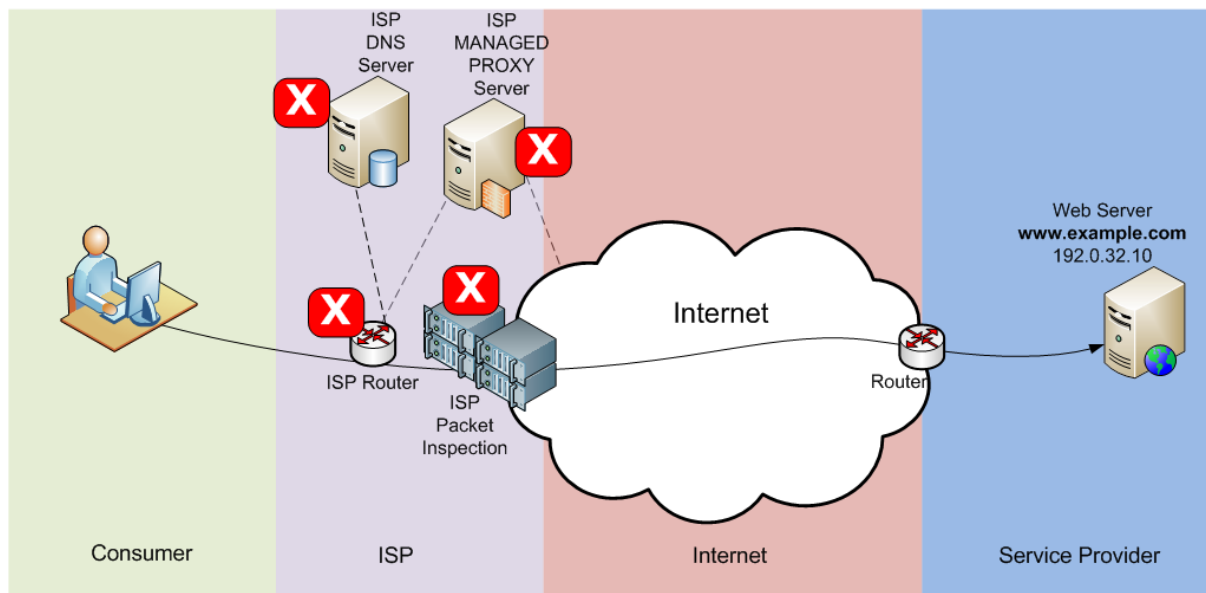 ISP
DNS
Server
ISP
MANAGED
PROXY
Server
X
X
X
X
ISP Router
ISP
Packet
Inspection
Internet
Router
Web Server
www.example.com
192.0.32.10
Consumer
ISP
Internet
Service Provider